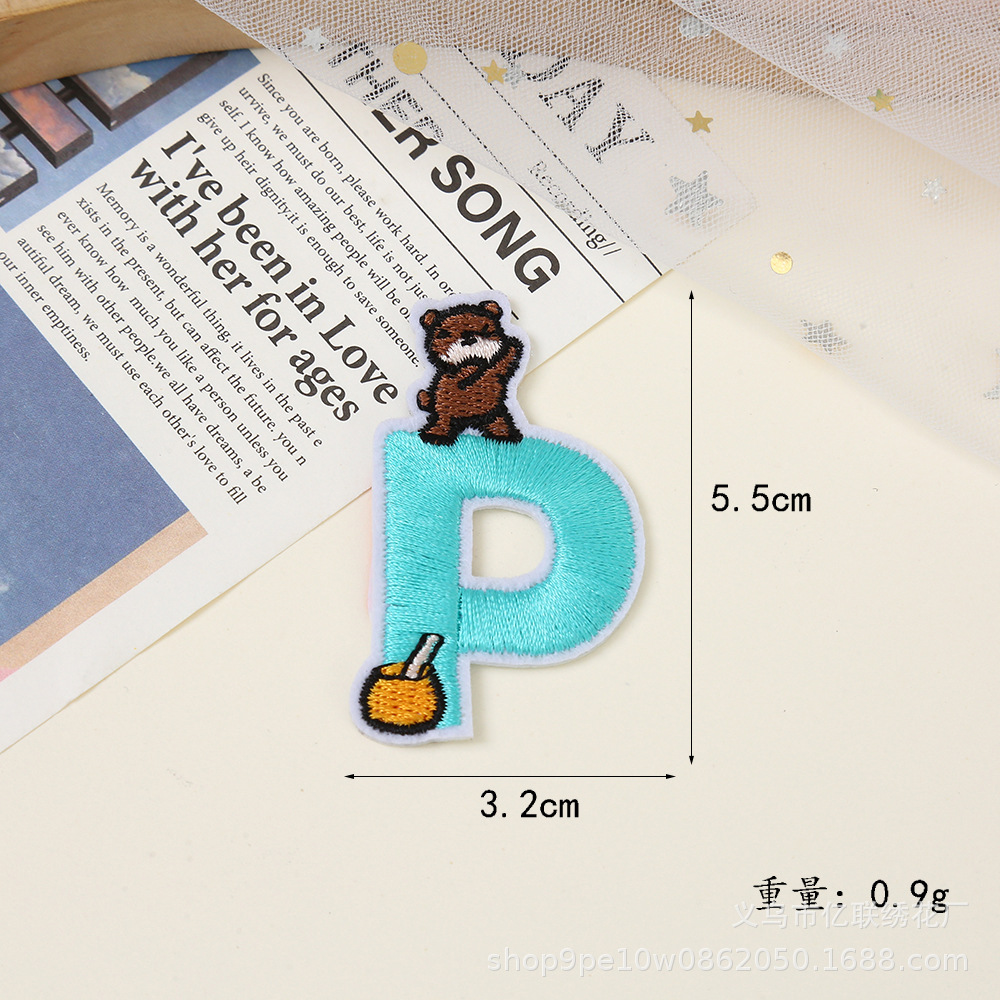 DAY
IMER
ER SONG
Recording//
Since you are born, please work hard. In or
urvive, we must do our best, life is not jus
self. I know how amazing people will be or
give up heir dignity,it is enough to save someone.
I've been in Love
with her for ages
Memory is a wonderful thing, it lives in the past e
xists in the present, but can affect the future. you n
ever know how much you like a person unless you
see him with other people.we all have dreams, a be
autiful dream, we must use each other's love to fill
our inner emptiness.
P
5.5cm
3.2cm
重量: 0.9g
义乌市亿联绣花厂
shop9pe10w0862050.1688.com